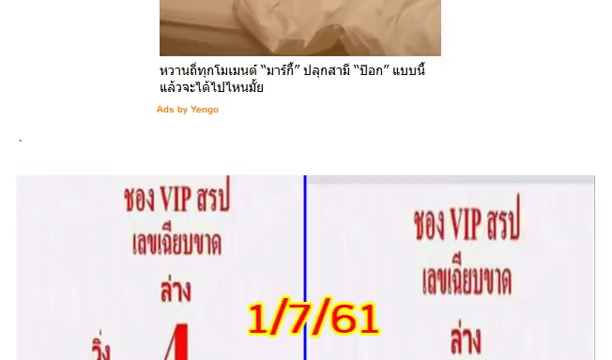 หวานถี่ทุกโมเมนต์ “มาร์กี้” ปลุกสามี “ป๊อก” แบบนี้
แล้วจะได้ไปไหนมั้ย
Ads by Yengo
ซอง VIP สรุป
เลขเฉียบขาด
ล่าง
วิ่ง 4
1/7/61
ซอง VIP สรุป
เลขเฉียบขาด
ล่าง